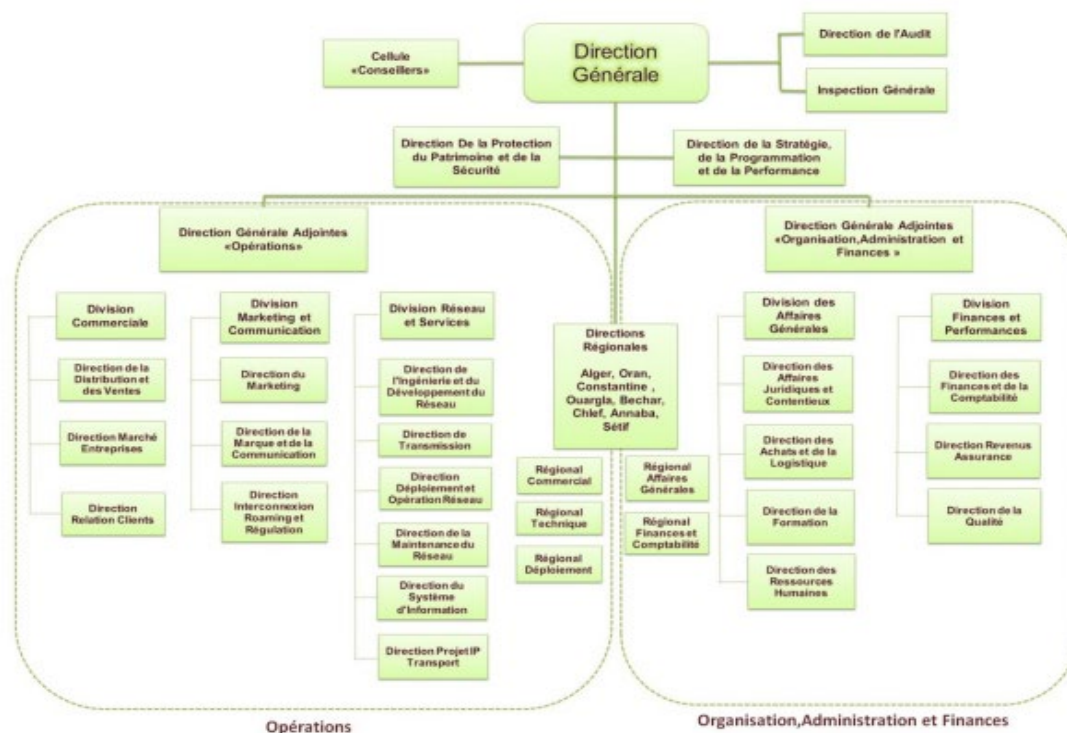 Direction
Générale
Cellule
«Conseillers»
Direction de l'Audit
Inspection Générale
Direction De la Protection
du Patrimoine et de la
Sécurité
Direction de la Stratégie,
de la Programmation
et de la Performance
Direction Générale Adjointes
«Opérations»
Direction Générale Adjointes
«Organisation,Administration et
Finances »
Division
Commerciale
Direction de la
Distribution et
des Ventes
Direction Marché
Entreprises
Direction
Relation Clients
Division
Marketing et
Communication
Direction du
Marketing
Direction de la
Marque et de la
Communication
Direction
Interconnexion
Roaming et
Régulation
Division Réseau
et Services
Direction de
l'Ingénierie et du
Développement du
Réseau
Direction de
Transmission
Direction
Déploiement et
Opération Réseau
Direction de la
Maintenance du
Réseau
Direction du
Système
d'Information
Direction Projet IP
Transport
Directions
Régionales
Alger, Oran,
Constantine ,
Ouargla, Bechar,
Chlef, Annaba,
Sétif
Régional
Commercial
Régional
Technique
Régional
Déploiement
Régional
Affaires
Générales
Régional
Finances et
Comptabilité
Division des
Affaires
Générales
Direction des
Affaires
Juridiques et
Contentieux
Direction des
Achats et de la
Logistique
Direction de la
Formation
Direction des
Ressources
Humaines
Division
Finances et
Performances
Direction des
Finances et de la
Comptabilité
Direction Revenus
Assurance
Direction de la
Qualité
Opérations
Organisation,Administration et Finances